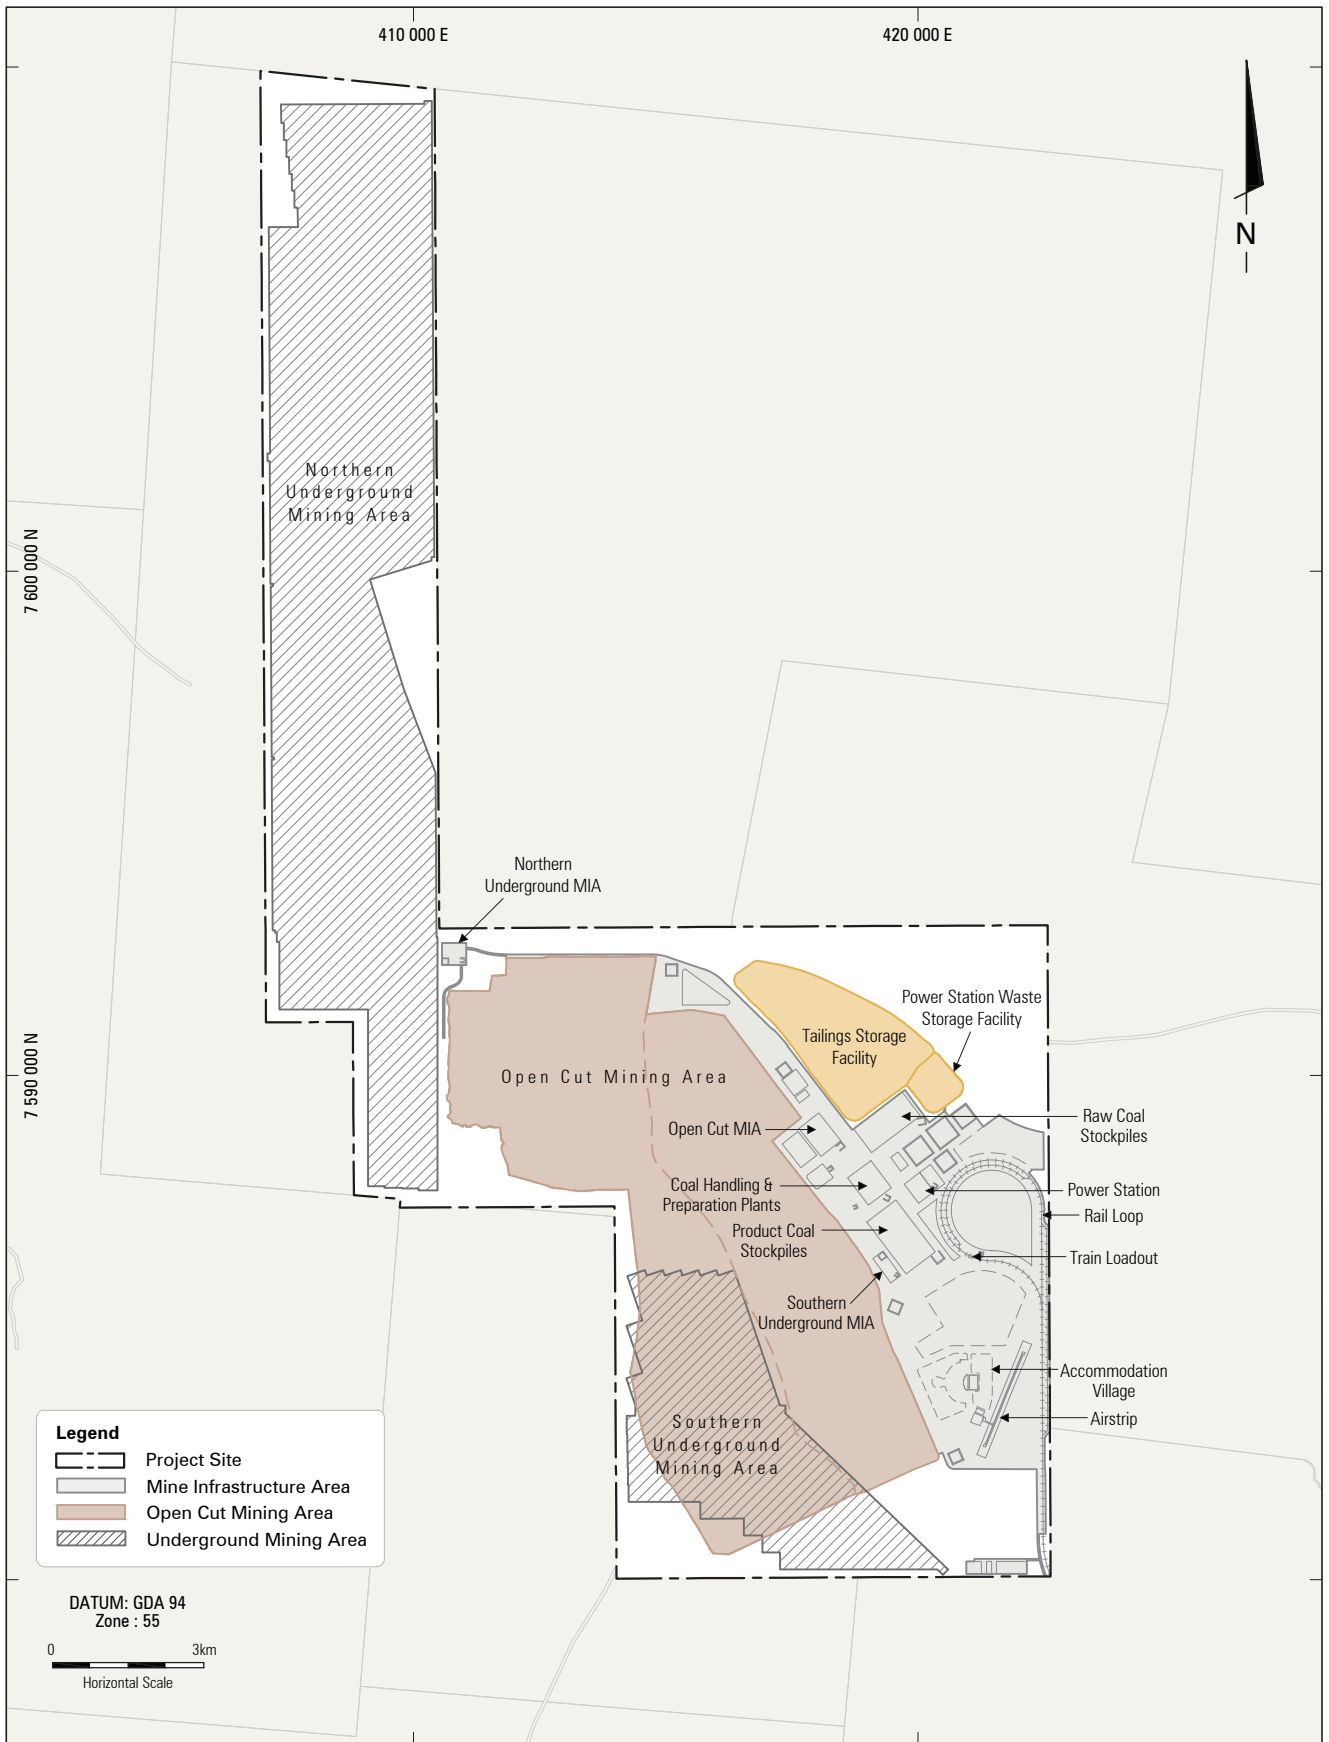 410 000 E
420 000 E
N
Northern
Underground
Mining Area
7 600 000 N
Northern
Underground MIA
Power Station Waste
Storage Facility
Tailings Storage
Facility
7 590 000 N
Open Cut Mining Area
Raw Coal
Stockpiles
Open Cut MIA
Coal Handling &
Preparation Plants
Power Station
Rail Loop
Product Coal
Stockpiles
Train Loadout
Southern
Underground MIA
Accommodation
Village
Airstrip
Southern
Underground
Mining Area
Legend
Project Site
Mine Infrastructure Area
Open Cut Mining Area
Underground Mining Area
DATUM: GDA 94
Zone : 55
0 3km
Horizontal Scale